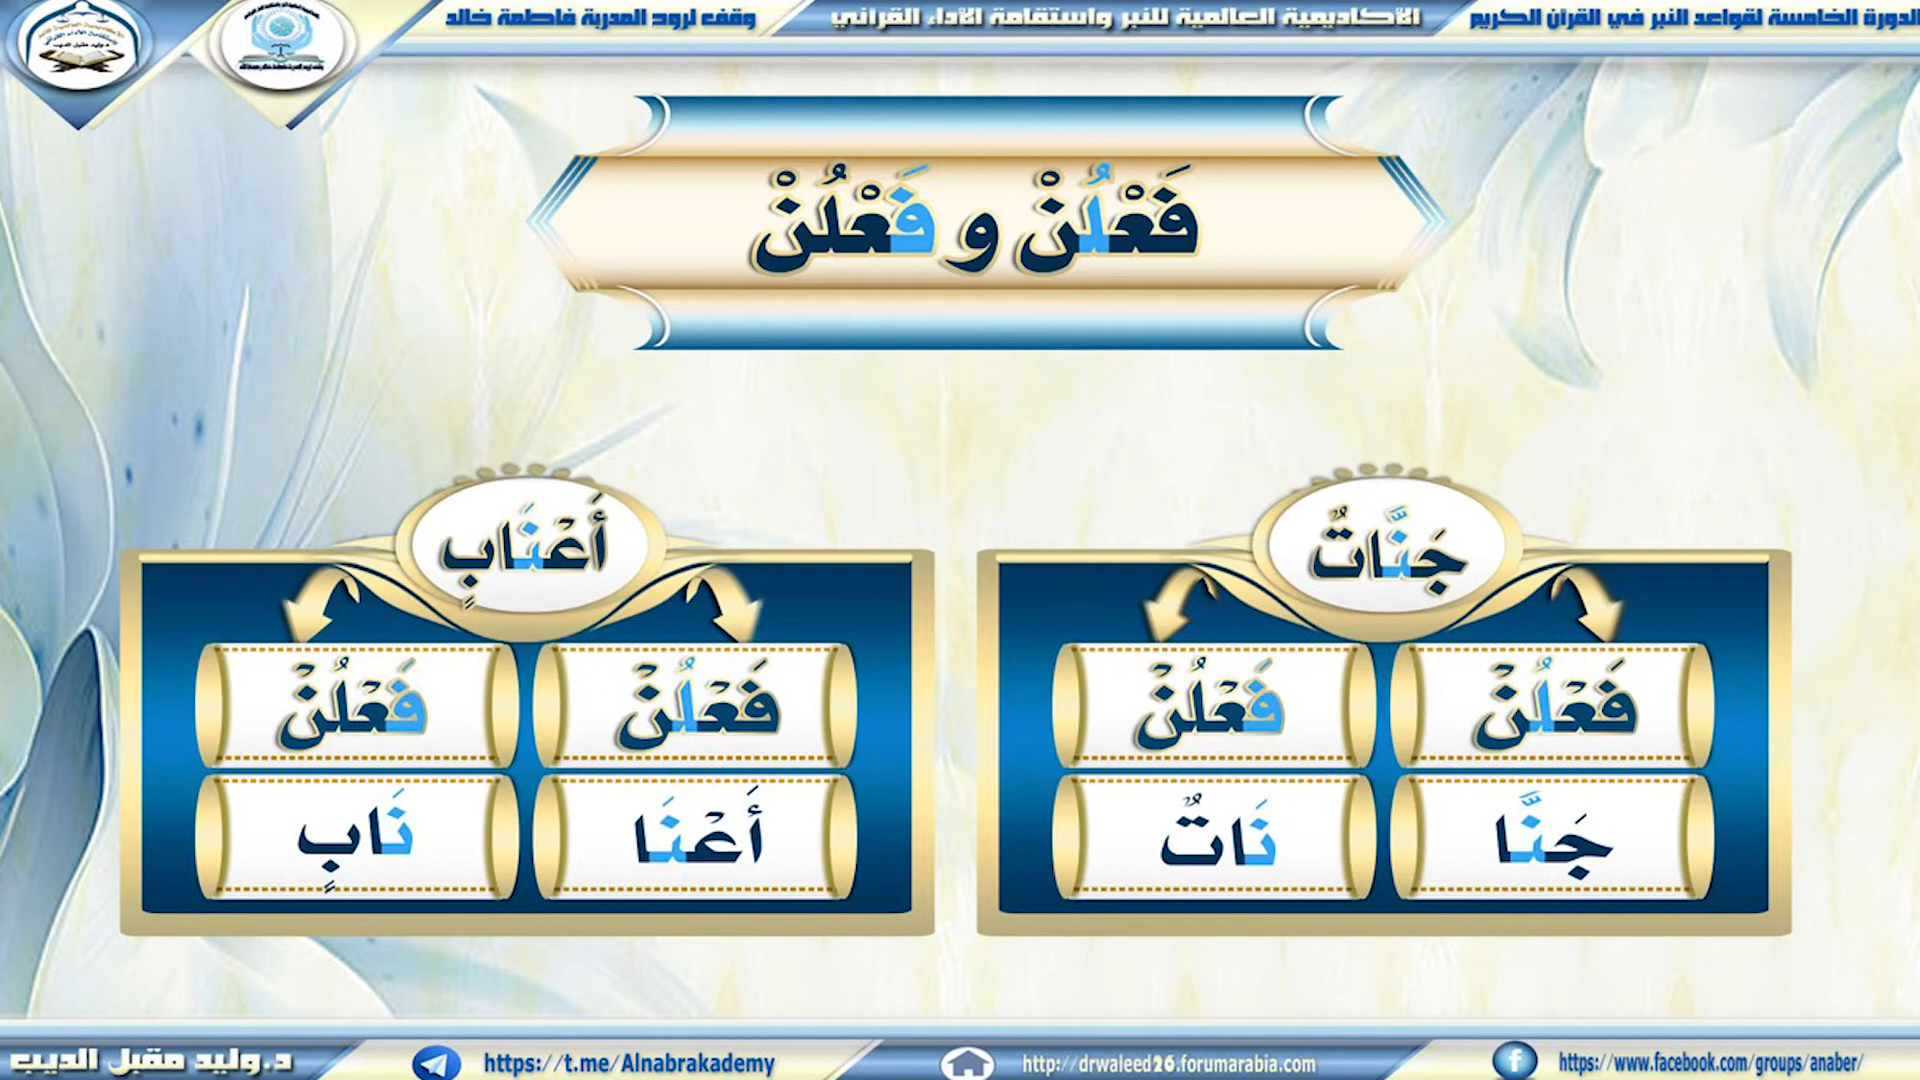 الدورة الخامسة لقواعد النبر في القرآن الكريم
الأكاديمية العالمية للنبر واستقامة الأداء القرآني
وقف لروح المدربة فاطمة خالد
فَعْلُنْ و فَعْلُنْ
جَنَّاتٌ
فَعْلُنْ
فَعْلُنْ
جَنَّا
نَاتٌ
أَعْنَابٍ
فَعْلُنْ
فَعْلُنْ
أَعْنَا
نَابٍ
د.وليد مقبل الديب
https://t.me/Alnabrakademy
http://drwaleed26.forumarabia.com
https://www.facebook.com/groups/anaber/